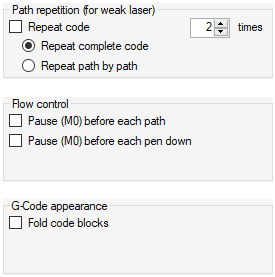 Path repetition (for weak laser)
Repeat code 2 times
Repeat complete code
Repeat path by path
Flow control
Pause (M0) before each path
Pause (M0) before each pen down
G-Code appearance
Fold code blocks